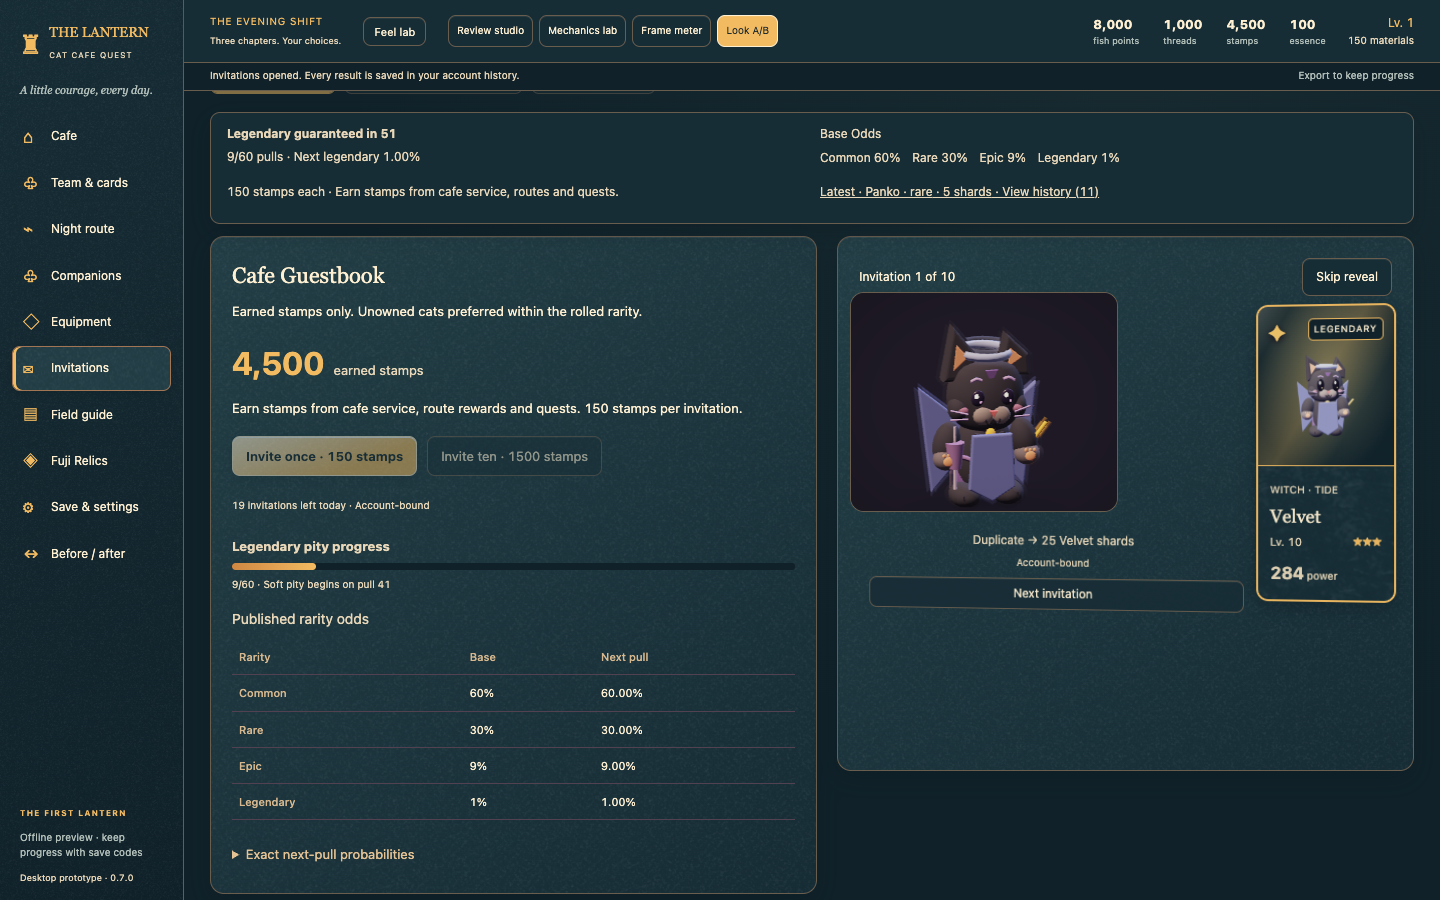 THE LANTERN
CAT CAFE QUEST
A little courage, every day.
Cafe
Team & cards
Night route
Companions
Equipment
Invitations
Field guide
Fuji Relics
Save & settings
Before / after
THE FIRST LANTERN
Offline preview · keep
progress with save codes
Desktop prototype · 0.7.0
THE EVENING SHIFT
Three chapters. Your choices.
Feel lab
Review studio
Mechanics lab
Frame meter
Look A/B
8,000
fish points
1,000
threads
4,500
stamps
100
essence
Lv. 1
150 materials
Invitations opened. Every result is saved in your account history.
Export to keep progress
Legendary guaranteed in 51
9/60 pulls · Next legendary 1.00%
150 stamps each · Earn stamps from cafe service, routes and quests.
Base Odds
Common 60% Rare 30% Epic 9% Legendary 1%
Latest · Panko · rare · 5 shards · View history (11)
Cafe Guestbook
Earned stamps only. Unowned cats preferred within the rolled rarity.
4,500 earned stamps
Earn stamps from cafe service, route rewards and quests. 150 stamps per invitation.
Invite once · 150 stamps
Invite ten · 1500 stamps
19 invitations left today · Account-bound
Legendary pity progress
9/60 · Soft pity begins on pull 41
Published rarity odds
Rarity Base Next pull
Common 60% 60.00%
Rare 30% 30.00%
Epic 9% 9.00%
Legendary 1% 1.00%
Exact next-pull probabilities
Invitation 1 of 10
Skip reveal
Duplicate → 25 Velvet shards
Account-bound
Next invitation
LEGENDARY
WITCH · TIDE
Velvet
Lv. 10 ★★★
284 power